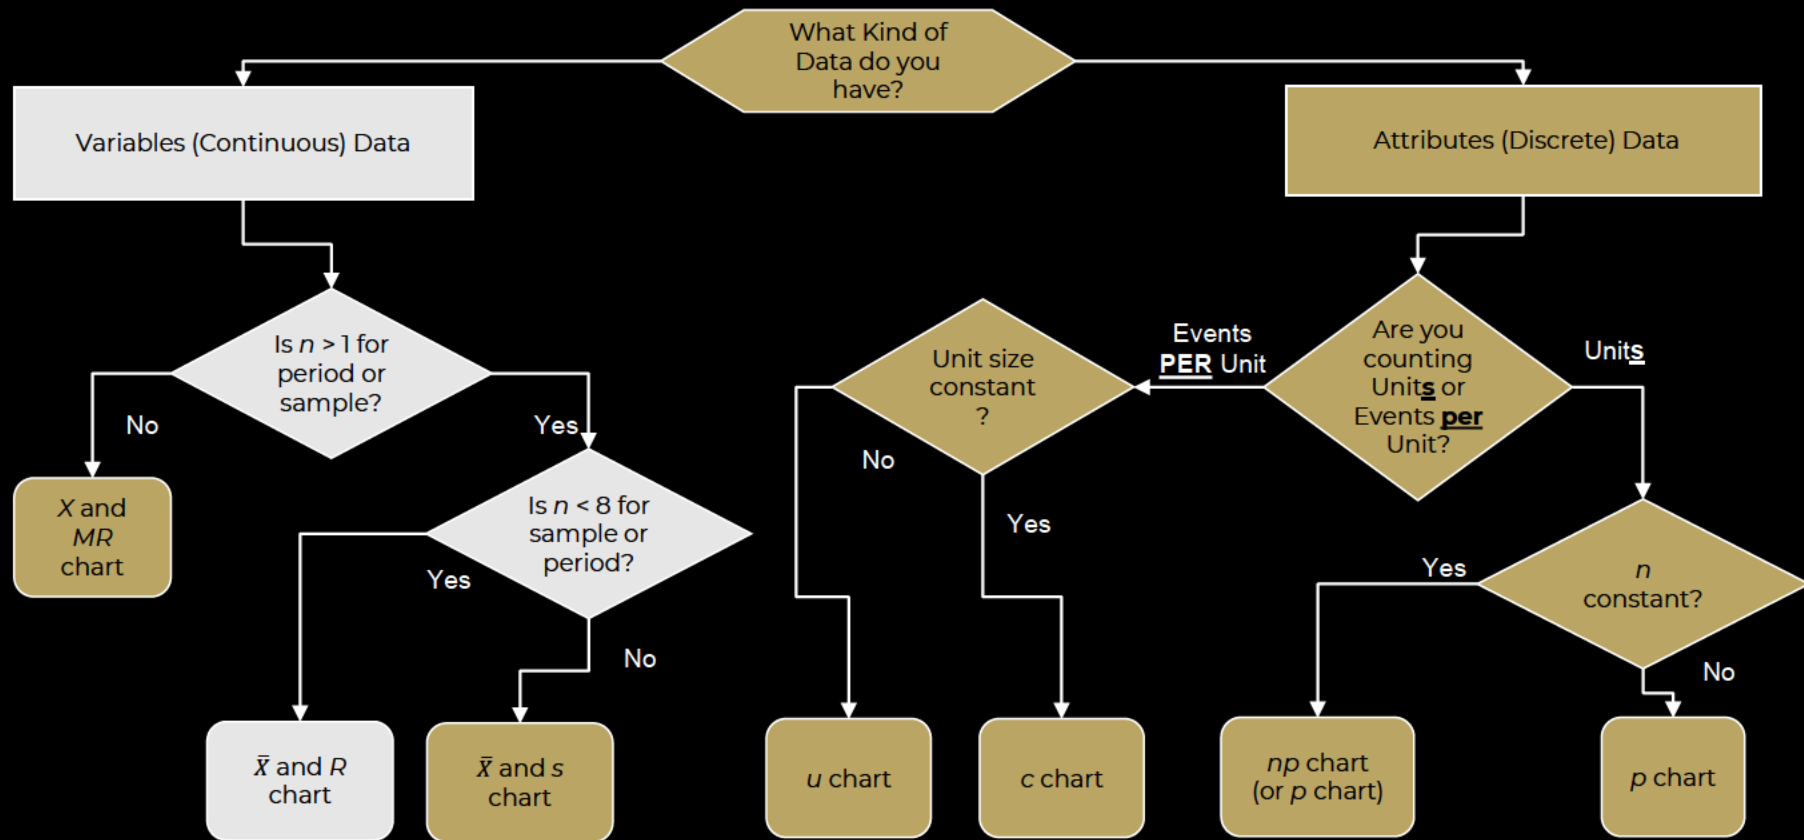 What Kind of
Data do you
have?
Variables (Continuous) Data
Attributes (Discrete) Data
Is n > 1 for
period or
sample?
No
Yes
X and
MR
chart
Is n < 8 for
sample or
period?
Yes
No
X̄ and R
chart
X̄ and s
chart
Are you
counting
Units or
Events per
Unit?
Events
PER Unit
Units
Unit size
constant
?
No
Yes
u chart
c chart
n
constant?
Yes
No
np chart
(or p chart)
p chart